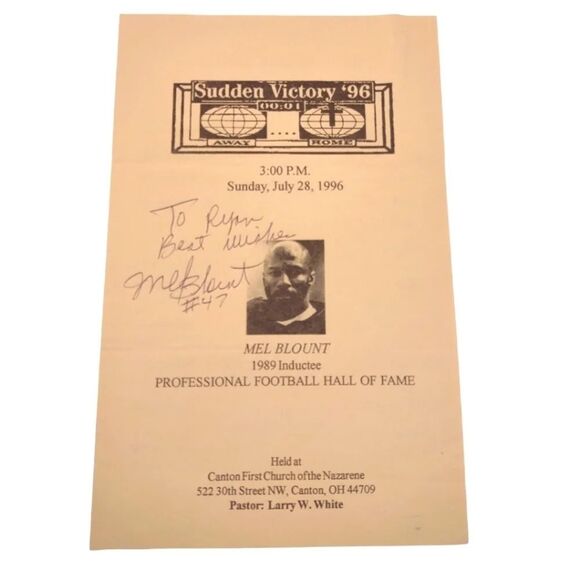 Sudden Victory '96
00:01
....
AWAY
HOME
3:00 P.M.
Sunday, July 28, 1996
To Ryan
Best Wishes
Mel Blount
#47
MEL BLOUNT
1989 Inductee
PROFESSIONAL FOOTBALL HALL OF FAME
Held at
Canton First Church of the Nazarene
522 30th Street NW, Canton, OH 44709
Pastor: Larry W. White